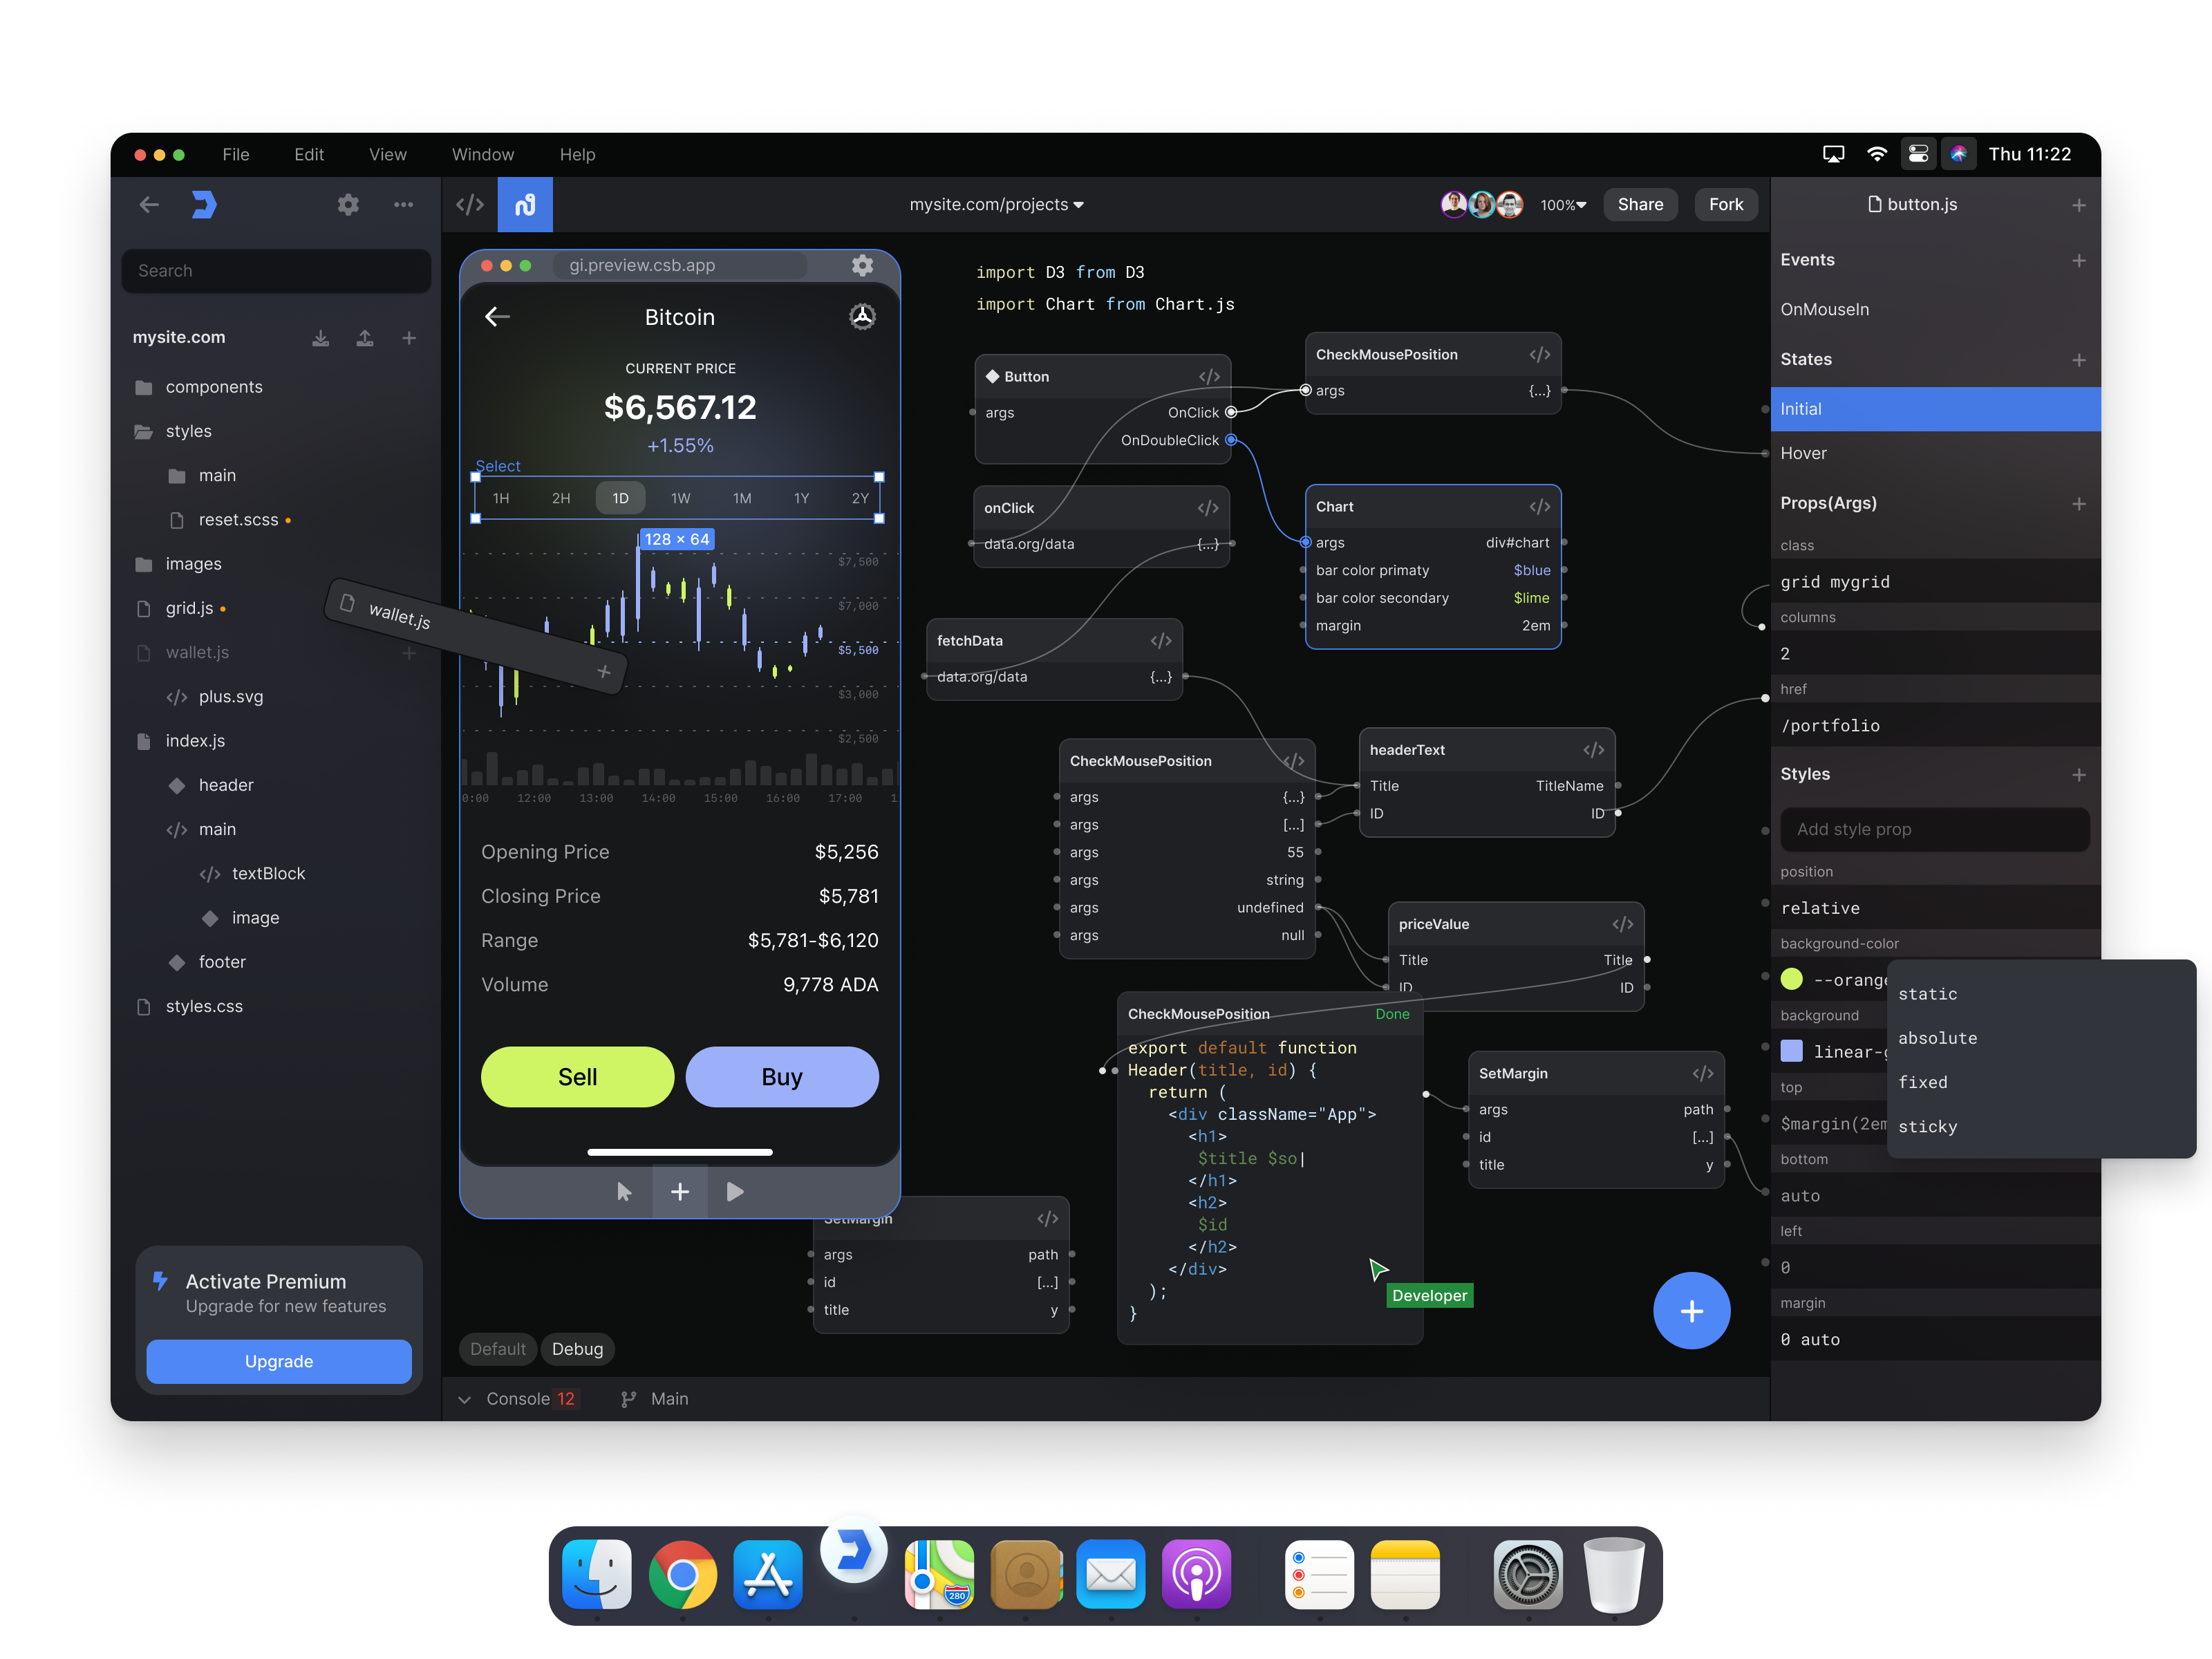 File Edit View Window Help
Thu 11:22
mysite.com/projects
100%
Share
Fork
button.js
Search
mysite.com
components
styles
main
reset.scss
images
grid.js
wallet.js
plus.svg
index.js
header
main
textBlock
image
footer
styles.css
wallet.js
Activate Premium
Upgrade for new features
Upgrade
gi.preview.csb.app
Bitcoin
CURRENT PRICE
$6,567.12
+1.55%
Select
1H 2H 1D 1W 1M 1Y 2Y
128 × 64
$7,500
$7,000
$5,500
$3,000
$2,500
0:00 12:00 13:00 14:00 15:00 16:00 17:00 1
Opening Price $5,256
Closing Price $5,781
Range $5,781-$6,120
Volume 9,778 ADA
Sell
Buy
import D3 from D3
import Chart from Chart.js
Button
args OnClick
OnDoubleClick
CheckMousePosition
args {...}
onClick
data.org/data {...}
Chart
args div#chart
bar color primaty $blue
bar color secondary $lime
margin 2em
fetchData
data.org/data {...}
CheckMousePosition
args {...}
args [...]
args 55
args string
args undefined
args null
headerText
Title TitleName
ID ID
priceValue
Title Title
ID ID
CheckMousePosition Done
export default function
Header(title, id) {
return (
<div className="App">
<h1>
$title $so|
</h1>
<h2>
$id
</h2>
</div>
);
}
SetMargin
args path
id [...]
title y
SetMargin
args path
id [...]
title y
Developer
Default
Debug
Console 12
Main
Events
OnMouseIn
States
Initial
Hover
Props(Args)
class
grid mygrid
columns
2
href
/portfolio
Styles
Add style prop
position
relative
background-color
--orange
background
linear-g
top
$margin(2em
bottom
auto
left
0
margin
0 auto
static
absolute
fixed
sticky
280